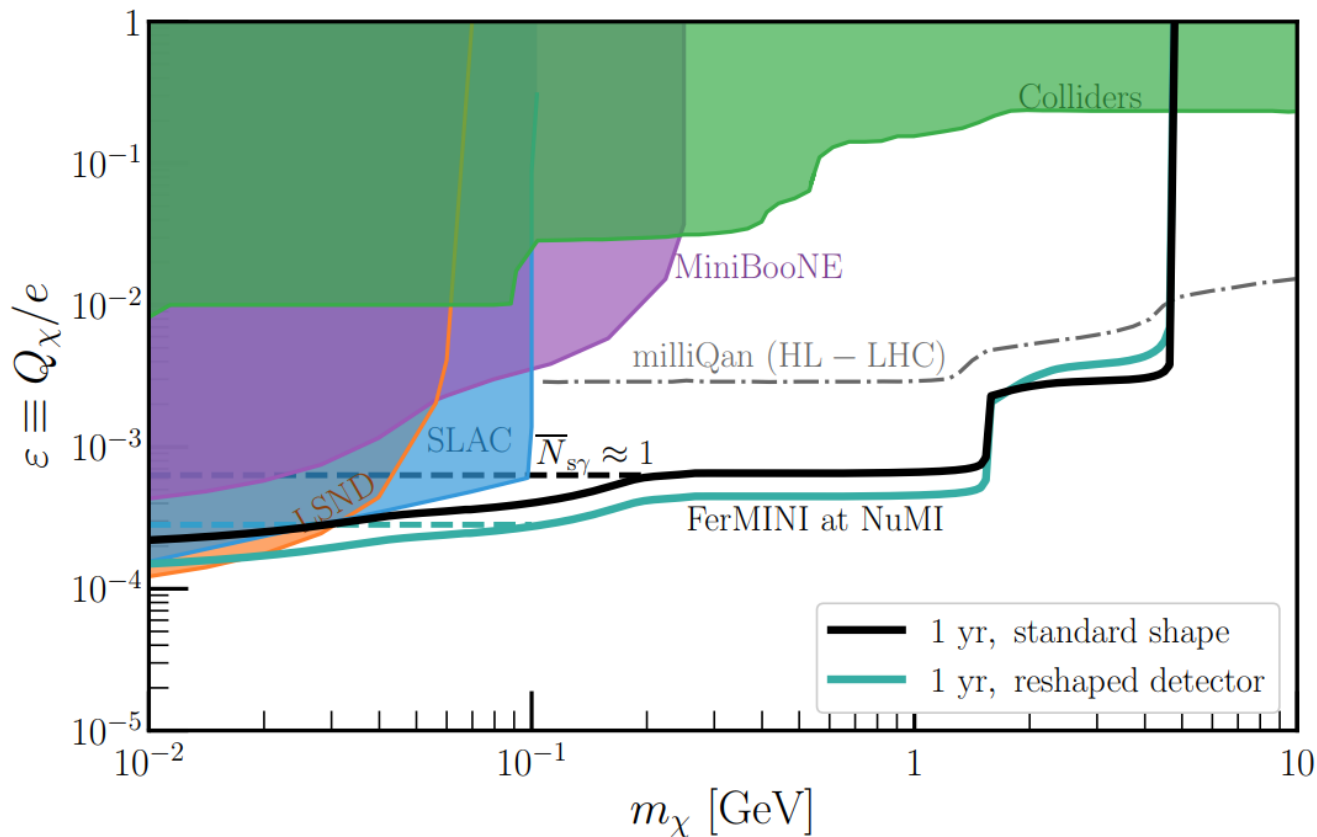 1
10⁻¹
10⁻²
10⁻³
10⁻⁴
10⁻⁵
ε ≡ Q_χ/e
Colliders
MiniBooNE
milliQan (HL − LHC)
SLAC
N̅_sγ ≈ 1
LSND
FerMINI at NuMI
1 yr, standard shape
1 yr, reshaped detector
10⁻² 10⁻¹ 1 10
m_χ [GeV]